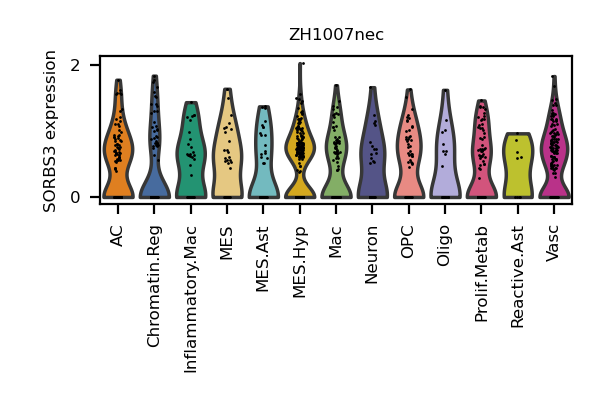 ZH1007nec
SORBS3 expression
2
0
AC
Chromatin.Reg
Inflammatory.Mac
MES
MES.Ast
MES.Hyp
Mac
Neuron
OPC
Oligo
Prolif.Metab
Reactive.Ast
Vasc